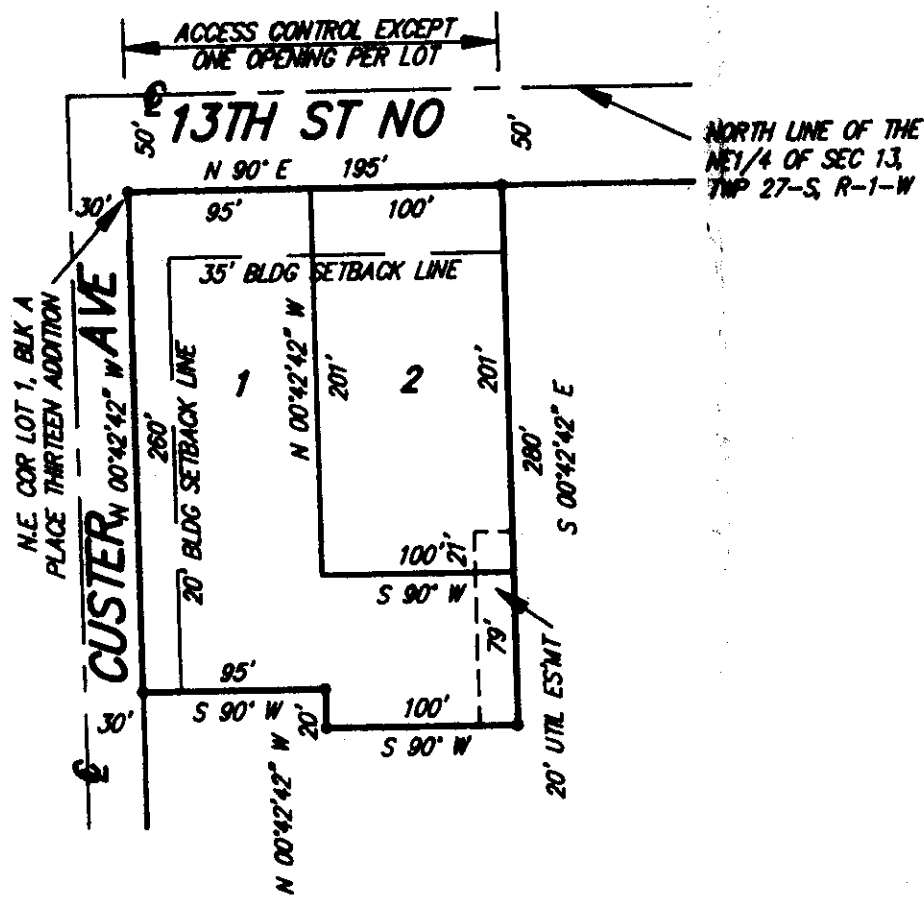 ACCESS CONTROL EXCEPT
ONE OPENING PER LOT
℄
13TH ST NO
50'
50'
NORTH LINE OF THE
NE1/4 OF SEC 13,
TWP 27-S, R-1-W
N 90° E
195'
30'
95'
100'
35' BLDG SETBACK LINE
N.E. COR LOT 1, BLK A
PLACE THIRTEEN ADDITION
CUSTER AVE
N 00°42'42" W
260'
20' BLDG SETBACK LINE
1
N 00°42'42" W
201'
2
201'
280'
S 00°42'42" E
100'
21'
S 90° W
79'
20' UTIL ES'MT
95'
S 90° W
30'
20'
N 00°42'42" W
100'
S 90° W
℄